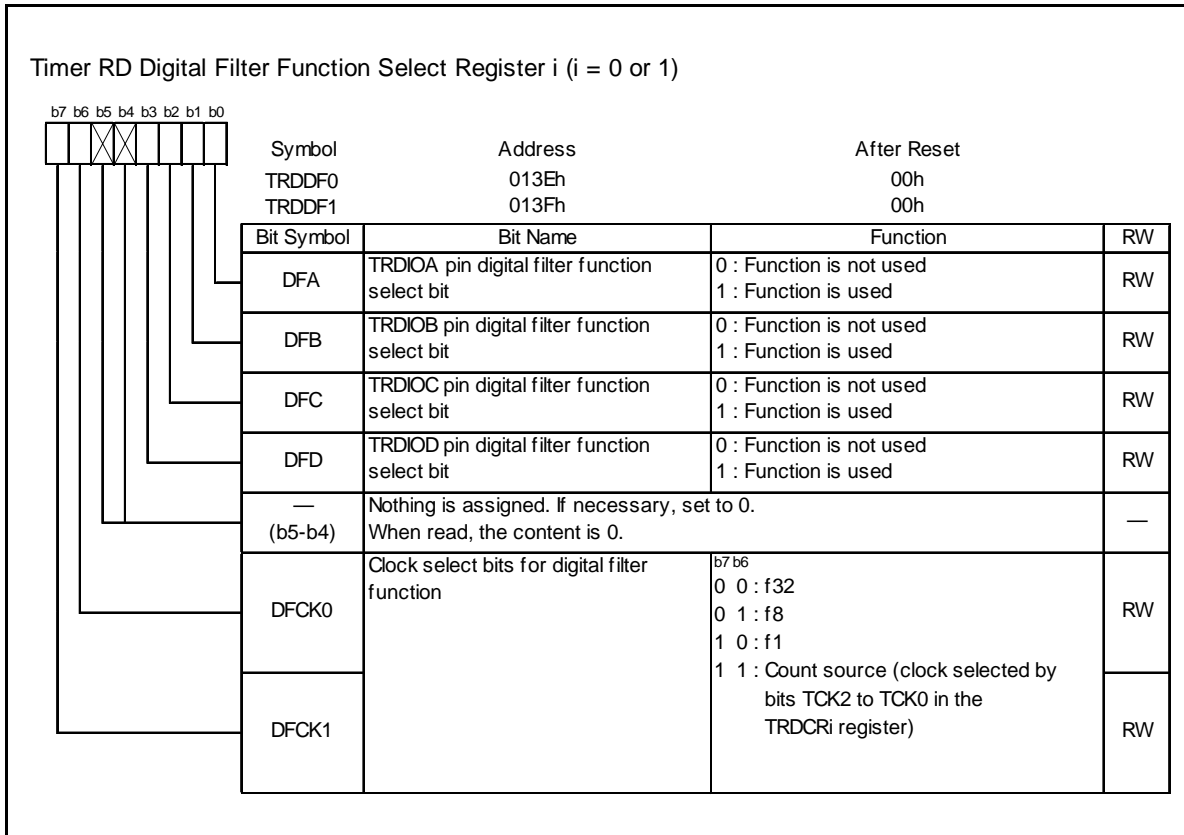 Timer RD Digital Filter Function Select Register i (i = 0 or 1)
b7 b6 b5 b4 b3 b2 b1 b0
Symbol Address After Reset
TRDDF0 013Eh 00h
TRDDF1 013Fh 00h
Bit Symbol Bit Name Function RW
DFA TRDIOA pin digital filter function select bit 0 : Function is not used 1 : Function is used RW
DFB TRDIOB pin digital filter function select bit 0 : Function is not used 1 : Function is used RW
DFC TRDIOC pin digital filter function select bit 0 : Function is not used 1 : Function is used RW
DFD TRDIOD pin digital filter function select bit 0 : Function is not used 1 : Function is used RW
— (b5-b4) Nothing is assigned. If necessary, set to 0. When read, the content is 0. —
Clock select bits for digital filter function
b7 b6
0 0 : f32
DFCK0 0 1 : f8 RW
1 0 : f1
1 1 : Count source (clock selected by
bits TCK2 to TCK0 in the
DFCK1 TRDCRi register) RW